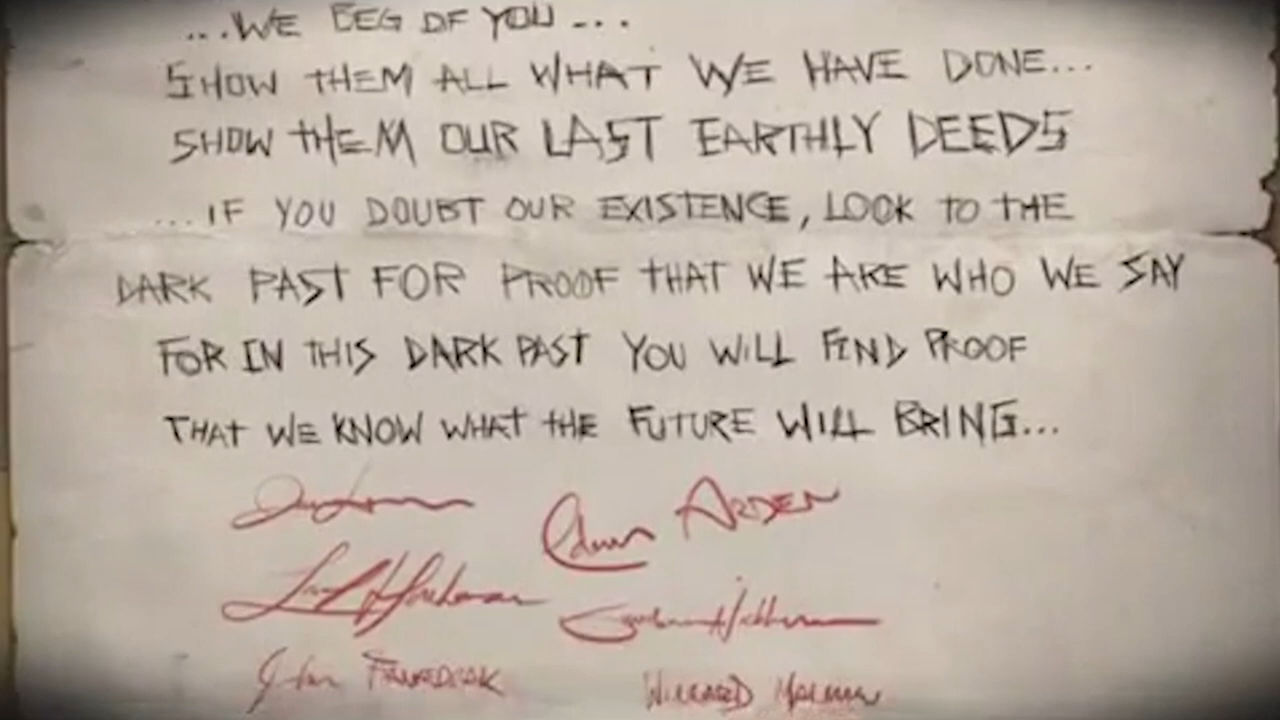 ...WE BEG OF YOU...
SHOW THEM ALL WHAT WE HAVE DONE...
SHOW THEM OUR LAST EARTHLY DEEDS
...IF YOU DOUBT OUR EXISTENCE, LOOK TO THE
DARK PAST FOR PROOF THAT WE ARE WHO WE SAY
FOR IN THIS DARK PAST YOU WILL FIND PROOF
THAT WE KNOW WHAT THE FUTURE WILL BRING...
ARDEN
WILLARD